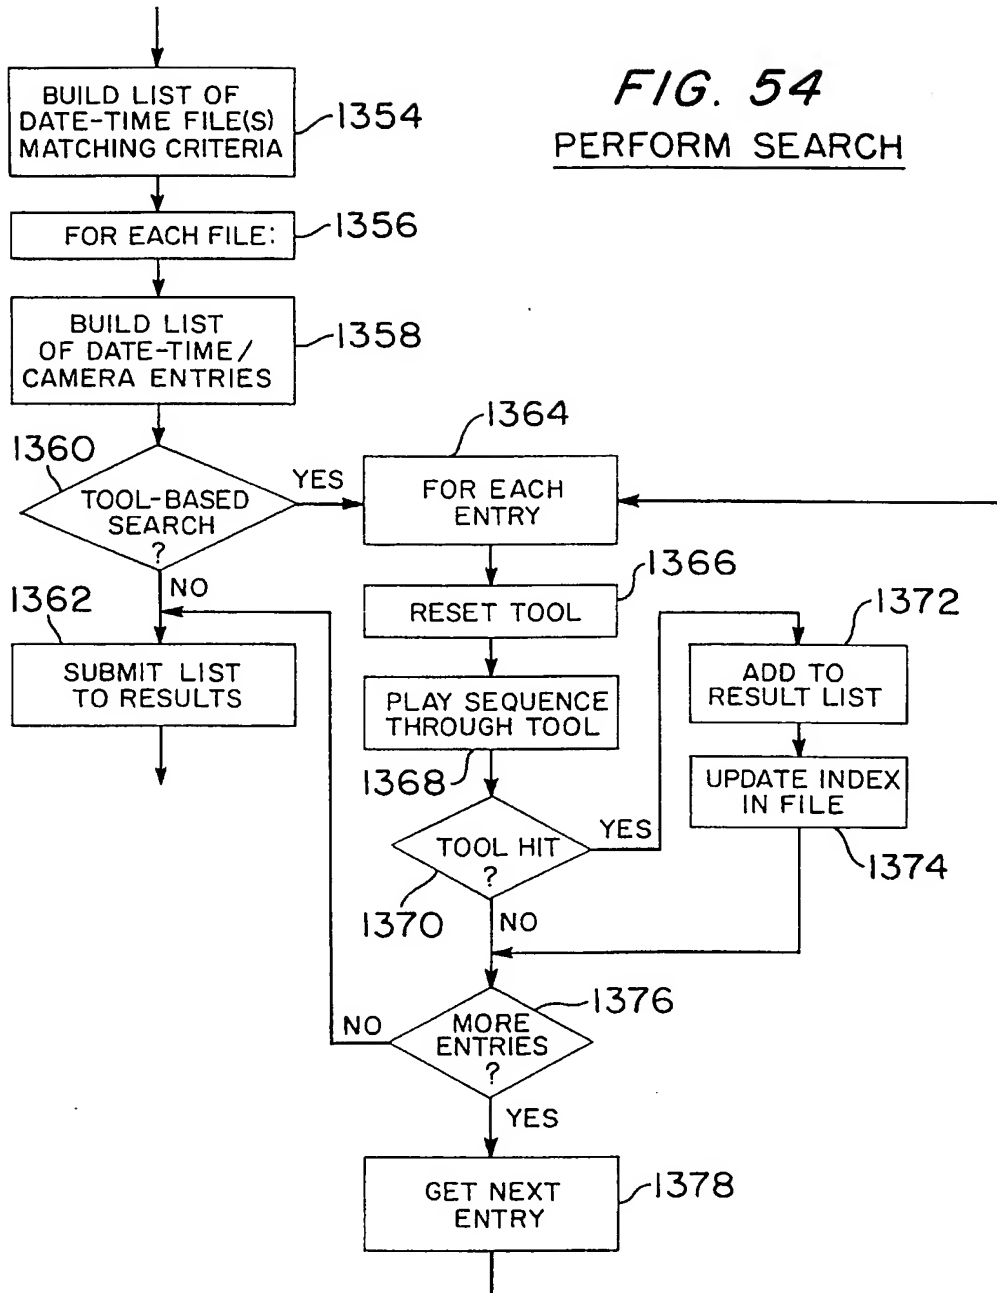 FIG. 54
PERFORM SEARCH
BUILD LIST OF
DATE-TIME FILE(S)
MATCHING CRITERIA
1354
FOR EACH FILE:
1356
BUILD LIST
OF DATE-TIME/
CAMERA ENTRIES
1358
1360
TOOL-BASED
SEARCH
?
YES
NO
1362
SUBMIT LIST
TO RESULTS
1364
FOR EACH
ENTRY
1366
RESET TOOL
PLAY SEQUENCE
THROUGH TOOL
1368
TOOL HIT
?
1370
YES
NO
1372
ADD TO
RESULT LIST
UPDATE INDEX
IN FILE
1374
1376
MORE
ENTRIES
?
NO
YES
GET NEXT
ENTRY
1378